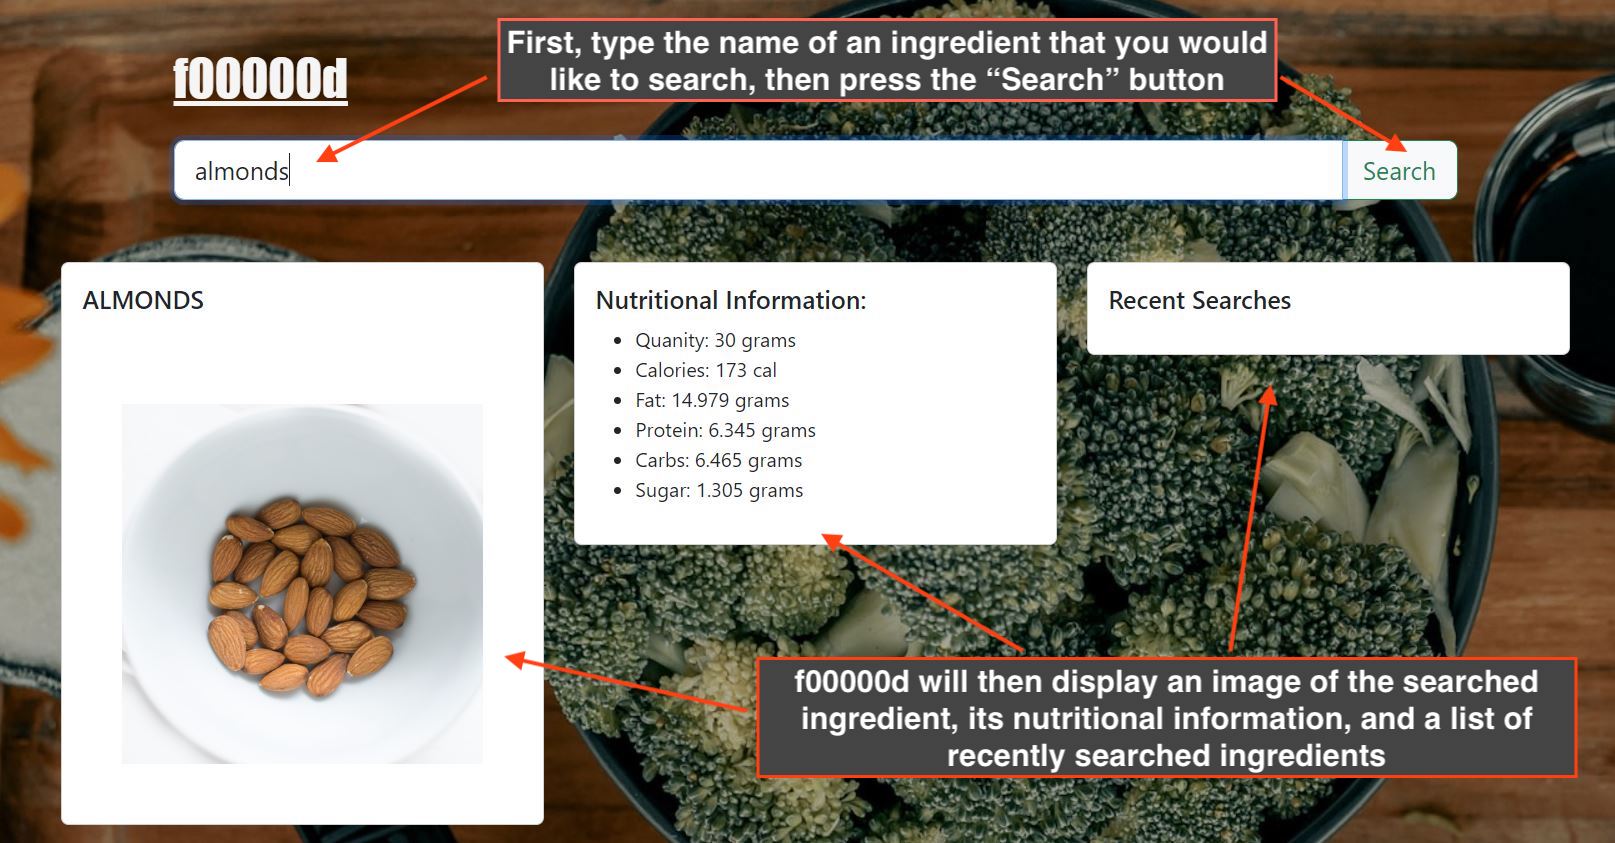 First, type the name of an ingredient that you would
like to search, then press the “Search” button
f00000d
almonds
Search
ALMONDS
Nutritional Information:
Quanity: 30 grams
Calories: 173 cal
Fat: 14.979 grams
Protein: 6.345 grams
Carbs: 6.465 grams
Sugar: 1.305 grams
Recent Searches
f00000d will then display an image of the searched
ingredient, its nutritional information, and a list of
recently searched ingredients